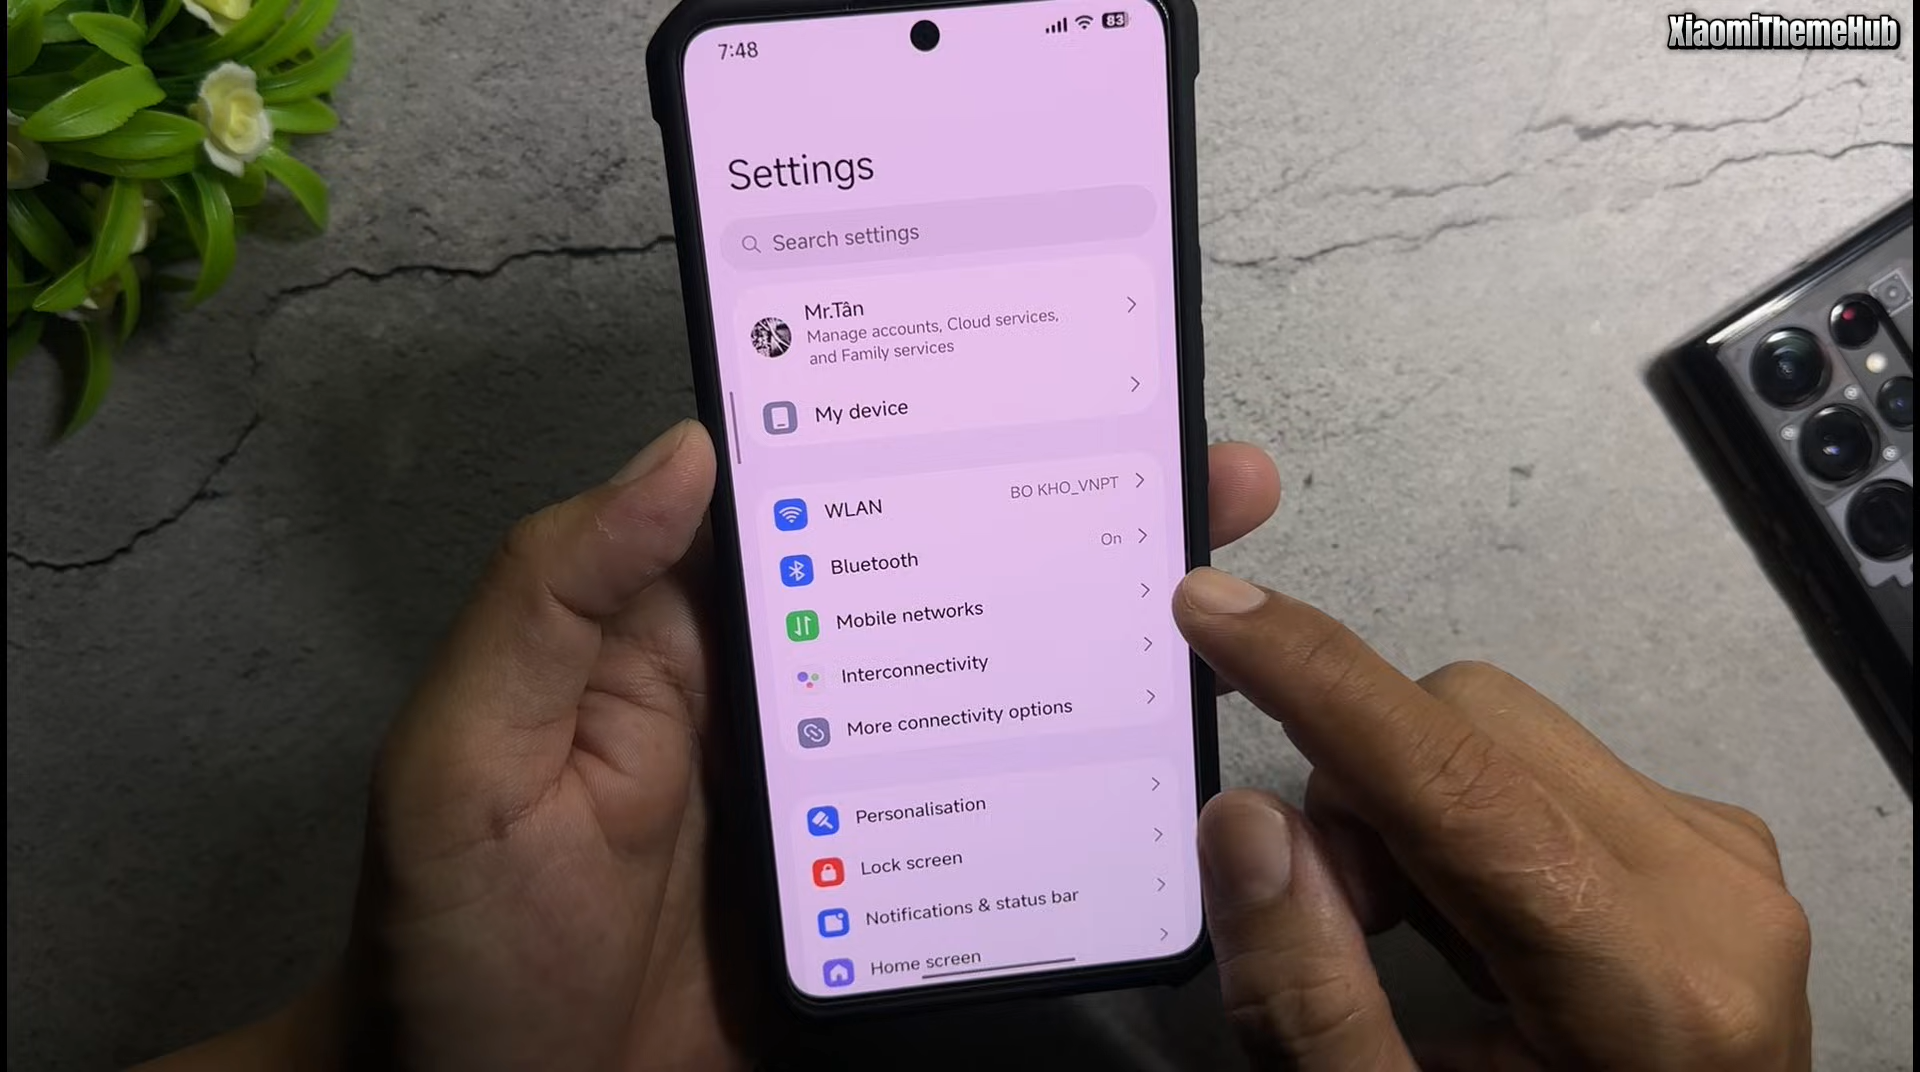 XiaomiThemeHub
7:48
83
Settings
Search settings
Mr.Tân
Manage accounts, Cloud services,
and Family services
My device
WLAN
BO KHO_VNPT
Bluetooth
On
Mobile networks
Interconnectivity
More connectivity options
Personalisation
Lock screen
Notifications & status bar
Home screen